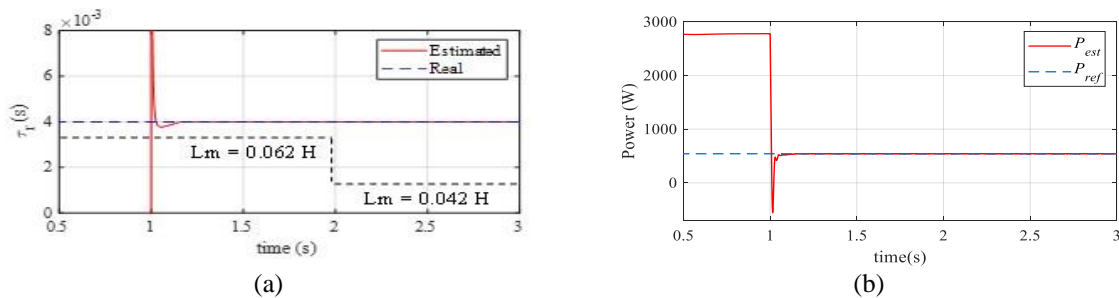 ×10⁻³
8
6
4
2
0
τr (s)
Estimated
Real
Lm = 0.062 H
Lm = 0.042 H
0.5 1 1.5 2 2.5 3
time (s)
(a)
3000
2000
1000
0
Power (W)
P_est
P_ref
0.5 1 1.5 2 2.5 3
time(s)
(b)